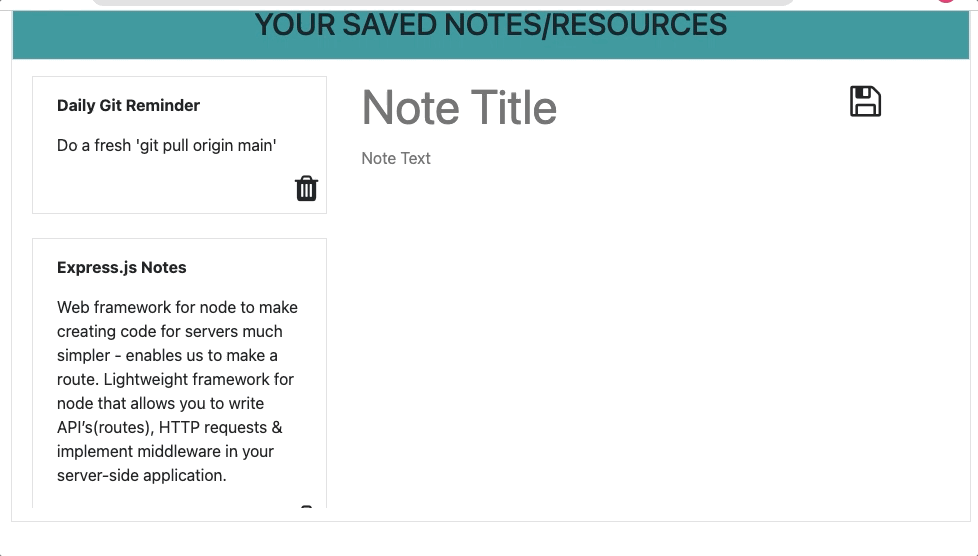 YOUR SAVED NOTES/RESOURCES
Daily Git Reminder
Do a fresh 'git pull origin main'
Note Title
Note Text
Express.js Notes
Web framework for node to make
creating code for servers much
simpler - enables us to make a
route. Lightweight framework for
node that allows you to write
API’s(routes), HTTP requests &
implement middleware in your
server-side application.